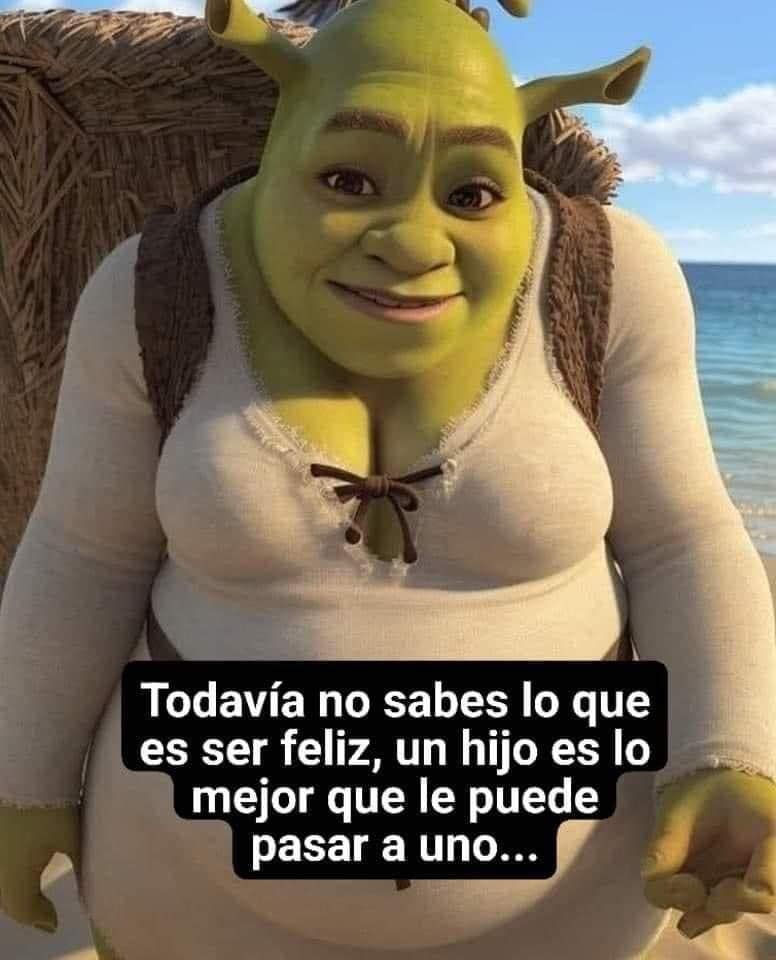 Todavía no sabes lo que
es ser feliz, un hijo es lo
mejor que le puede
pasar a uno...